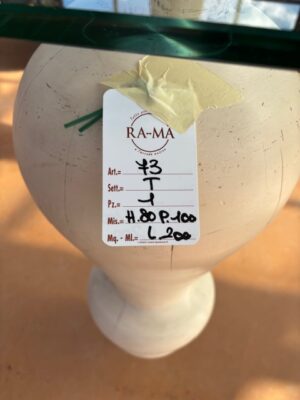 RA-MA
Art.= 73
Sett.= T
Pz.= 1
Mis.= H.80 P.100
Mq. - Ml.= L 200